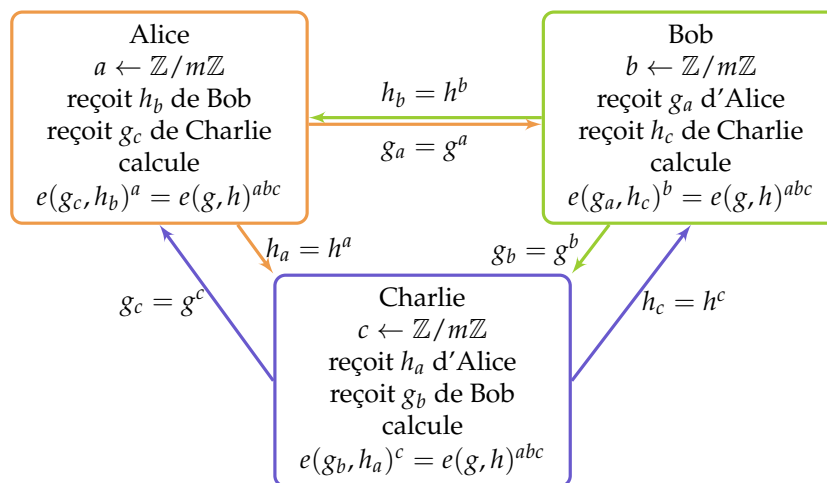 Alice
a ← ℤ/mℤ
reçoit h_b de Bob
reçoit g_c de Charlie
calcule
e(g_c, h_b)^a = e(g, h)^{abc}
h_b = h^b
g_a = g^a
Bob
b ← ℤ/mℤ
reçoit g_a d'Alice
reçoit h_c de Charlie
calcule
e(g_a, h_c)^b = e(g, h)^{abc}
h_a = h^a
g_b = g^b
g_c = g^c
h_c = h^c
Charlie
c ← ℤ/mℤ
reçoit h_a d'Alice
reçoit g_b de Bob
calcule
e(g_b, h_a)^c = e(g, h)^{abc}